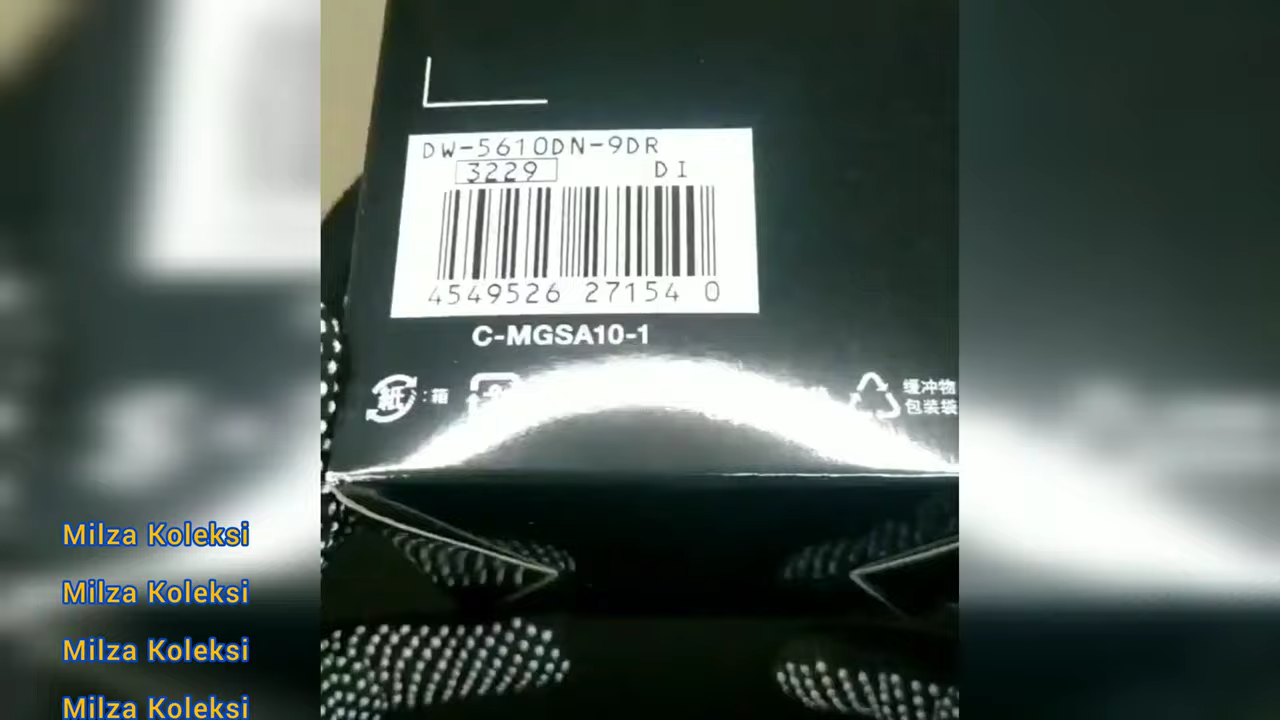 DW-5610DN-9DR
3229 DI
4549526 27154 0
C-MGSA10-1
紙:箱
缓冲物
包装袋
Milza Koleksi
Milza Koleksi
Milza Koleksi
Milza Koleksi